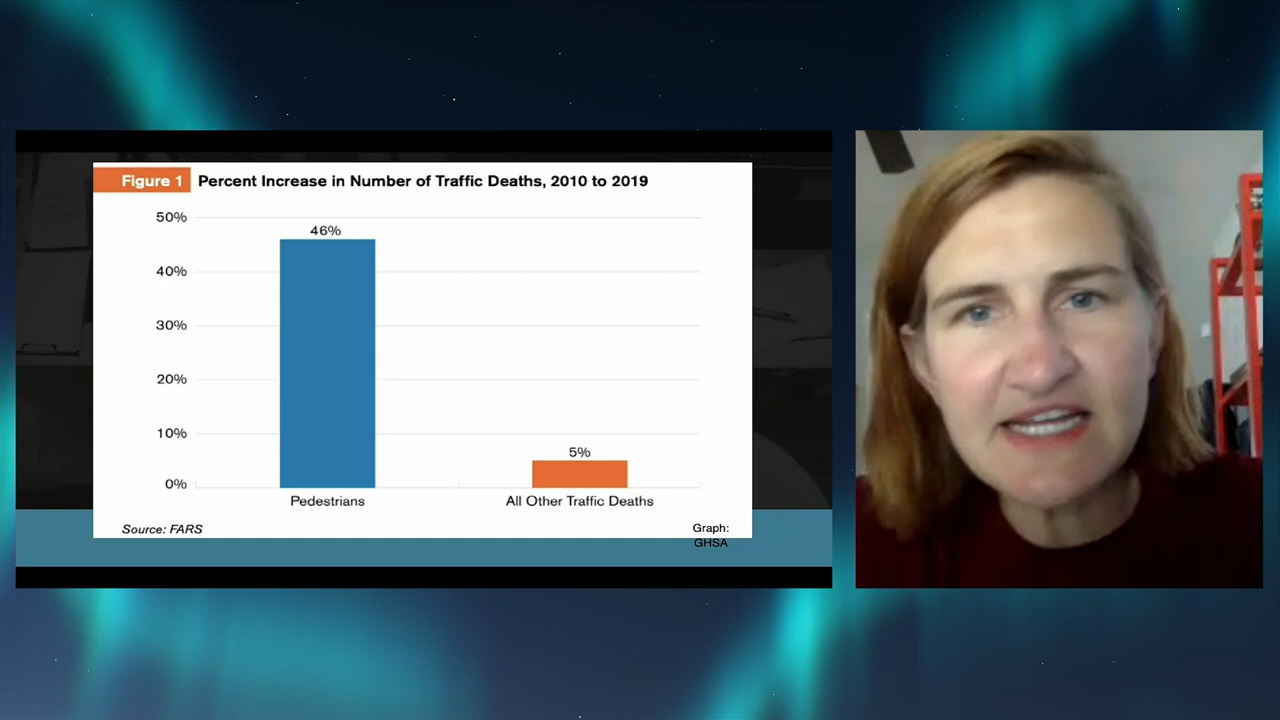 Figure 1 Percent Increase in Number of Traffic Deaths, 2010 to 2019
50%
46%
40%
30%
20%
10%
5%
0%
Pedestrians All Other Traffic Deaths
Source: FARS
Graph:
GHSA